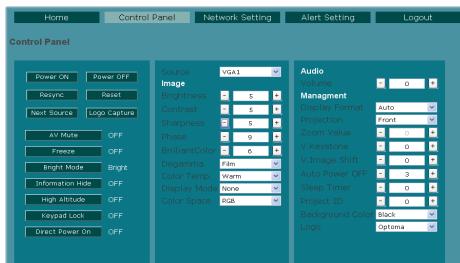 Home Control Panel Network Setting Alert Setting Logout
Control Panel
Power ON Power OFF
Resync Reset
Next Source Logo Capture
AV Mute OFF
Freeze OFF
Bright Mode Bright
Information Hide OFF
High Altitude OFF
Keypad Lock OFF
Direct Power On OFF
Source VGA1
Image
Brightness - 5 +
Contrast - 5 +
Sharpness - 5 +
Phase - 9 +
BrilliantColor - 6 +
Degamma Film
Color Temp. Warm
Display Mode None
Color Space RGB
Audio
Volume - 0 +
Managment
Display Format Auto
Projection Front
Zoom Value - 0 +
V.Keystone - 0 +
V.Image Shift - 0 +
Auto Power OFF - 3 +
Sleep Timer - 0 +
Project ID - 0 +
Background Color Black
Logo Optoma